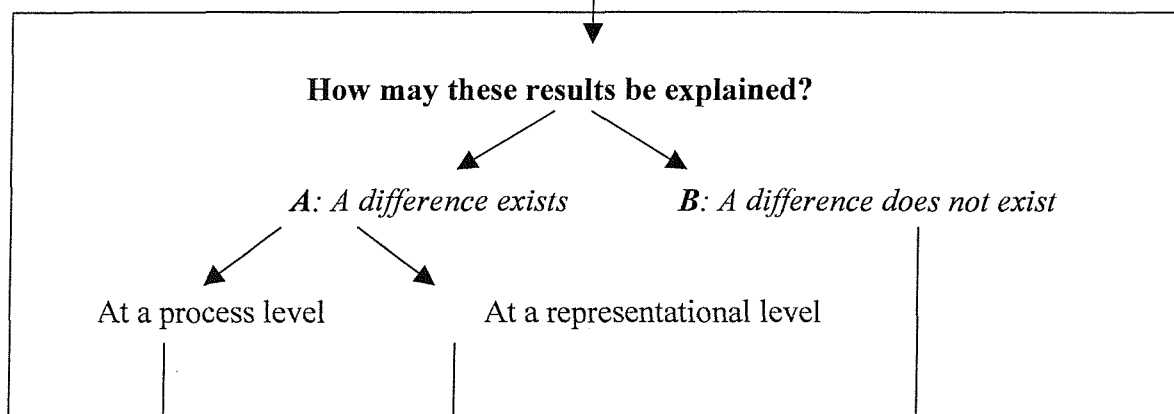 How may these results be explained?
A: A difference exists
B: A difference does not exist
At a process level
At a representational level